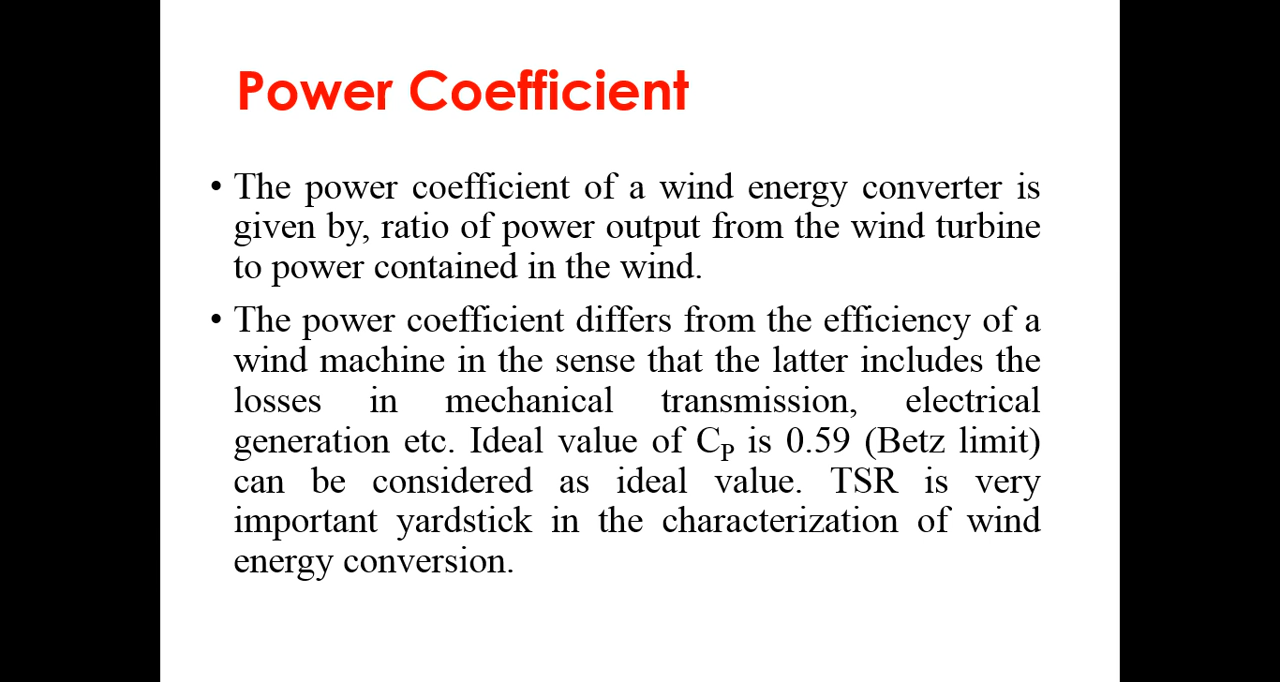 Power Coefficient
• The power coefficient of a wind energy converter is
given by, ratio of power output from the wind turbine
to power contained in the wind.
• The power coefficient differs from the efficiency of a
wind machine in the sense that the latter includes the
losses in mechanical transmission, electrical
generation etc. Ideal value of CP is 0.59 (Betz limit)
can be considered as ideal value. TSR is very
important yardstick in the characterization of wind
energy conversion.